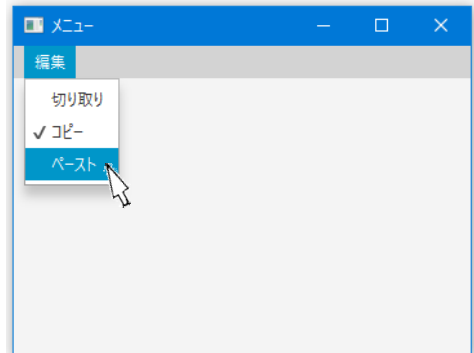 メニュー
編集
切り取り
コピー
ペースト